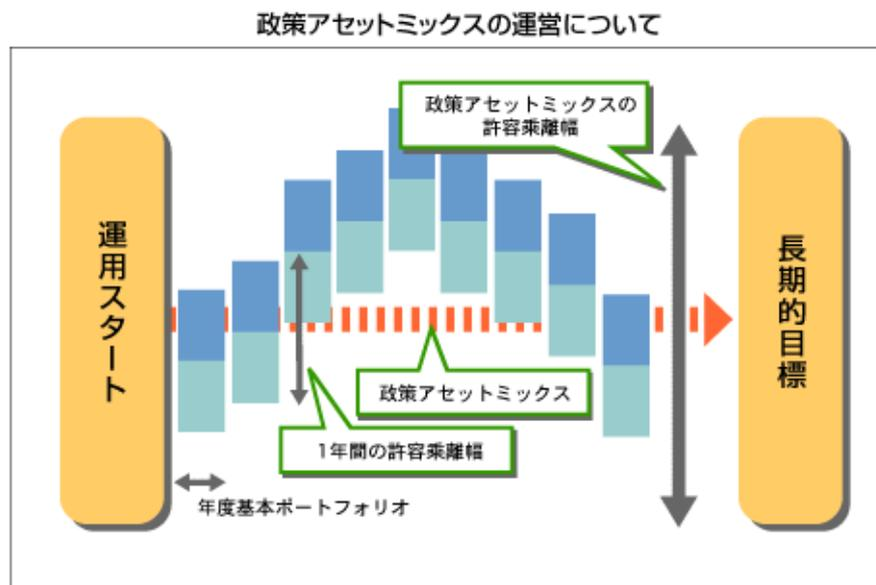 政策アセットミックスの運営について
政策アセットミックスの
許容乖離幅
運用スタート
長期的目標
政策アセットミックス
1年間の許容乖離幅
年度基本ポートフォリオ